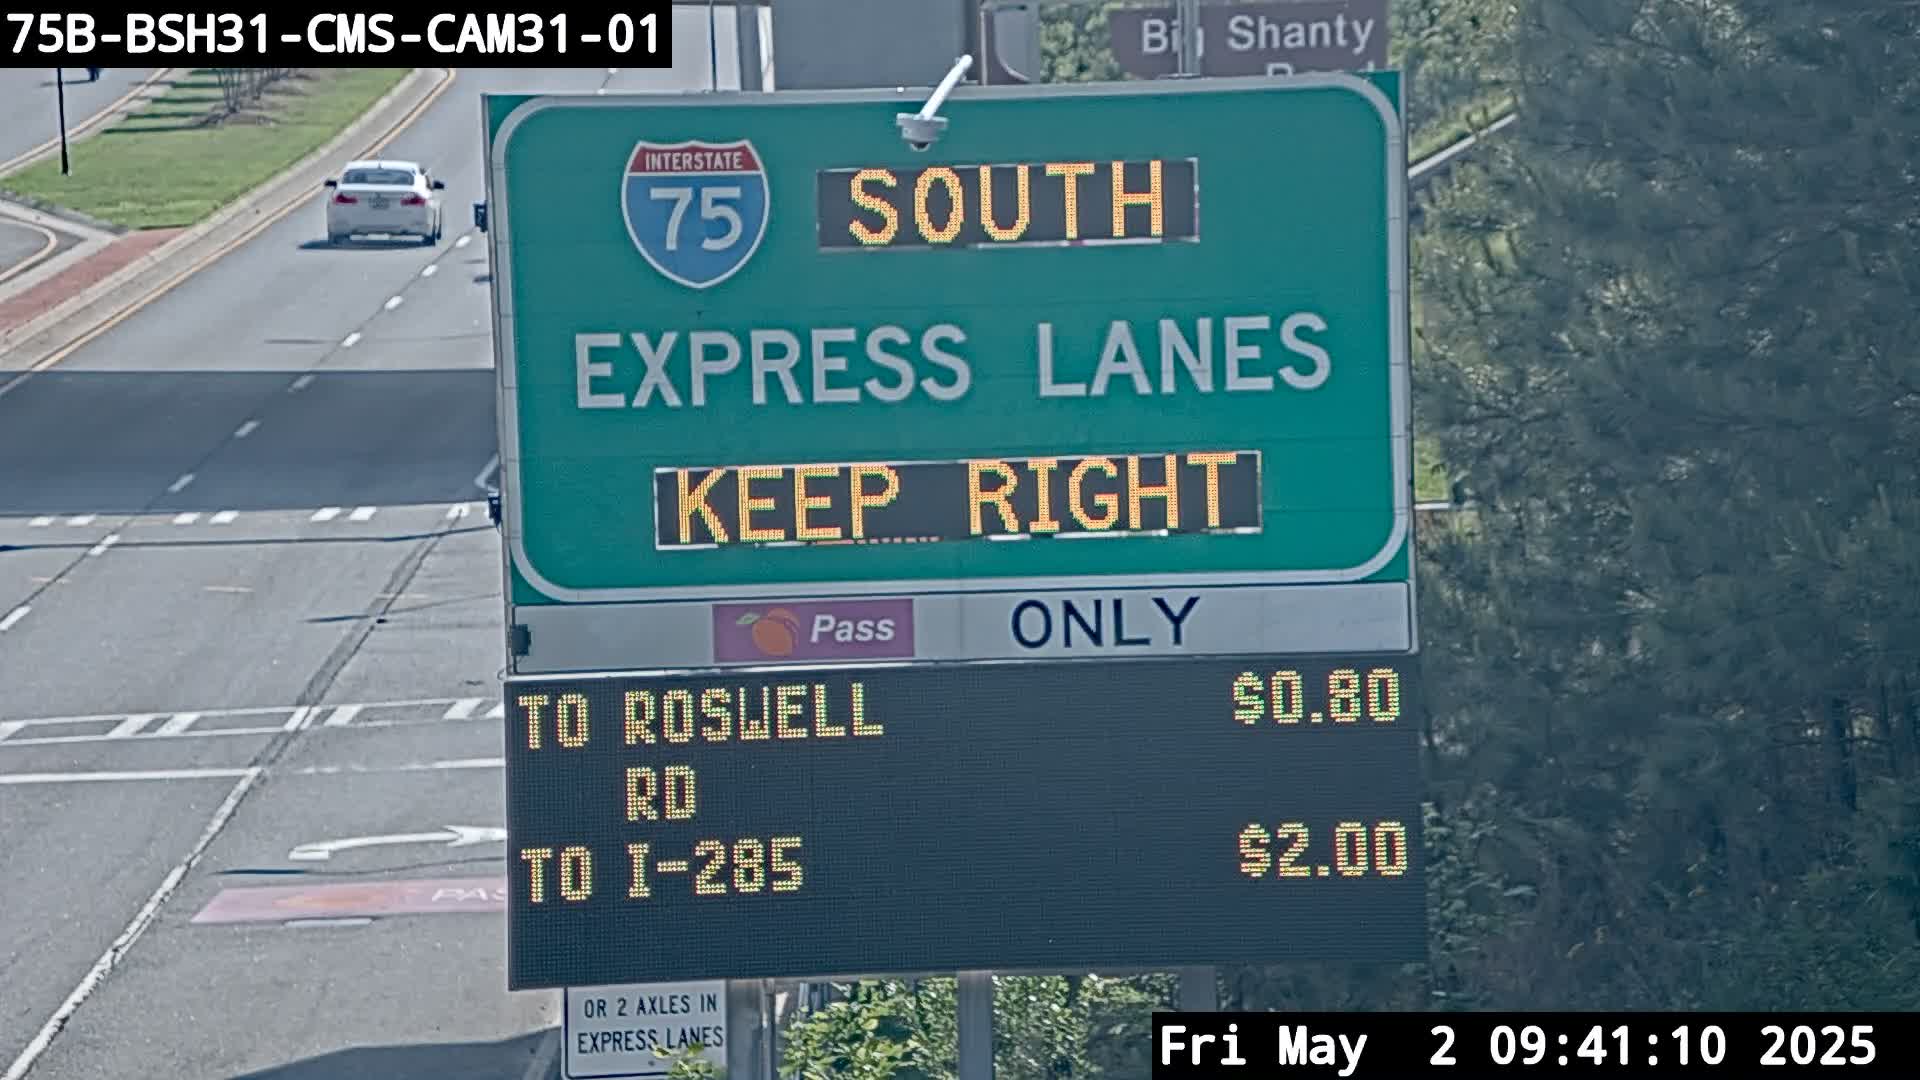 75B-BSH31-CMS-CAM31-01
Big Shanty
Road
INTERSTATE
75
SOUTH
EXPRESS LANES
KEEP RIGHT
Pass ONLY
TO ROSWELL $0.80
RD
TO I-285 $2.00
PAS
OR 2 AXLES IN
EXPRESS LANES
Fri May 2 09:41:10 2025